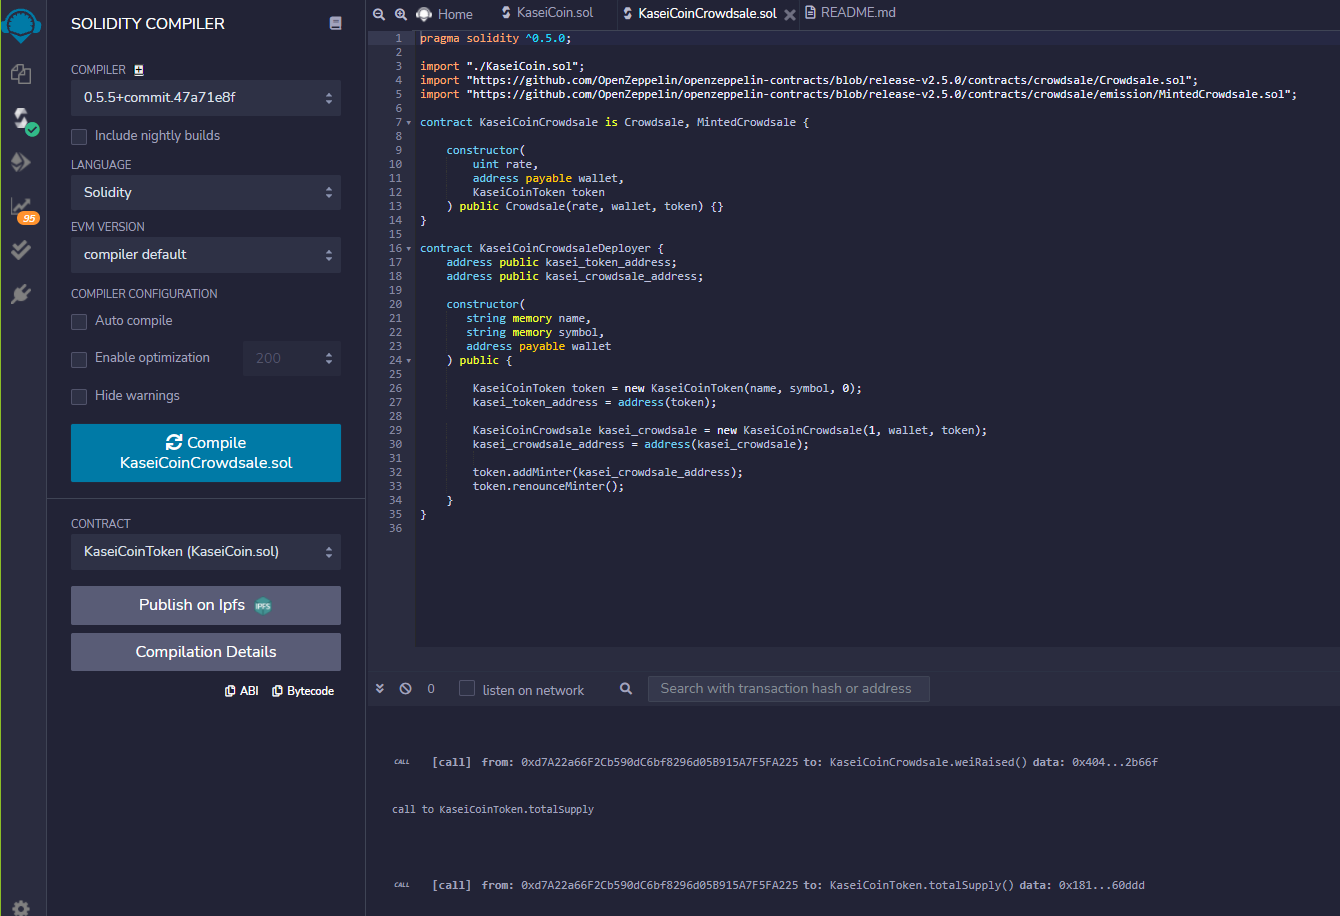 SOLIDITY COMPILER
COMPILER
0.5.5+commit.47a71e8f
Include nightly builds
LANGUAGE
Solidity
EVM VERSION
compiler default
COMPILER CONFIGURATION
Auto compile
Enable optimization 200
Hide warnings
Compile
KaseiCoinCrowdsale.sol
CONTRACT
KaseiCoinToken (KaseiCoin.sol)
Publish on Ipfs IPFS
Compilation Details
ABI Bytecode
95
Home KaseiCoin.sol KaseiCoinCrowdsale.sol README.md
1 pragma solidity ^0.5.0;
2
3 import "./KaseiCoin.sol";
4 import "https://github.com/OpenZeppelin/openzeppelin-contracts/blob/release-v2.5.0/contracts/crowdsale/Crowdsale.sol";
5 import "https://github.com/OpenZeppelin/openzeppelin-contracts/blob/release-v2.5.0/contracts/crowdsale/emission/MintedCrowdsale.sol";
6
7 contract KaseiCoinCrowdsale is Crowdsale, MintedCrowdsale {
8
9 constructor(
10 uint rate,
11 address payable wallet,
12 KaseiCoinToken token
13 ) public Crowdsale(rate, wallet, token) {}
14 }
15
16 contract KaseiCoinCrowdsaleDeployer {
17 address public kasei_token_address;
18 address public kasei_crowdsale_address;
19
20 constructor(
21 string memory name,
22 string memory symbol,
23 address payable wallet
24 ) public {
25
26 KaseiCoinToken token = new KaseiCoinToken(name, symbol, 0);
27 kasei_token_address = address(token);
28
29 KaseiCoinCrowdsale kasei_crowdsale = new KaseiCoinCrowdsale(1, wallet, token);
30 kasei_crowdsale_address = address(kasei_crowdsale);
31
32 token.addMinter(kasei_crowdsale_address);
33 token.renounceMinter();
34 }
35 }
36
0 listen on network Search with transaction hash or address
CALL [call] from: 0xd7A22a66F2Cb590dC6bf8296d05B915A7F5FA225 to: KaseiCoinCrowdsale.weiRaised() data: 0x404...2b66f
call to KaseiCoinToken.totalSupply
CALL [call] from: 0xd7A22a66F2Cb590dC6bf8296d05B915A7F5FA225 to: KaseiCoinToken.totalSupply() data: 0x181...60ddd